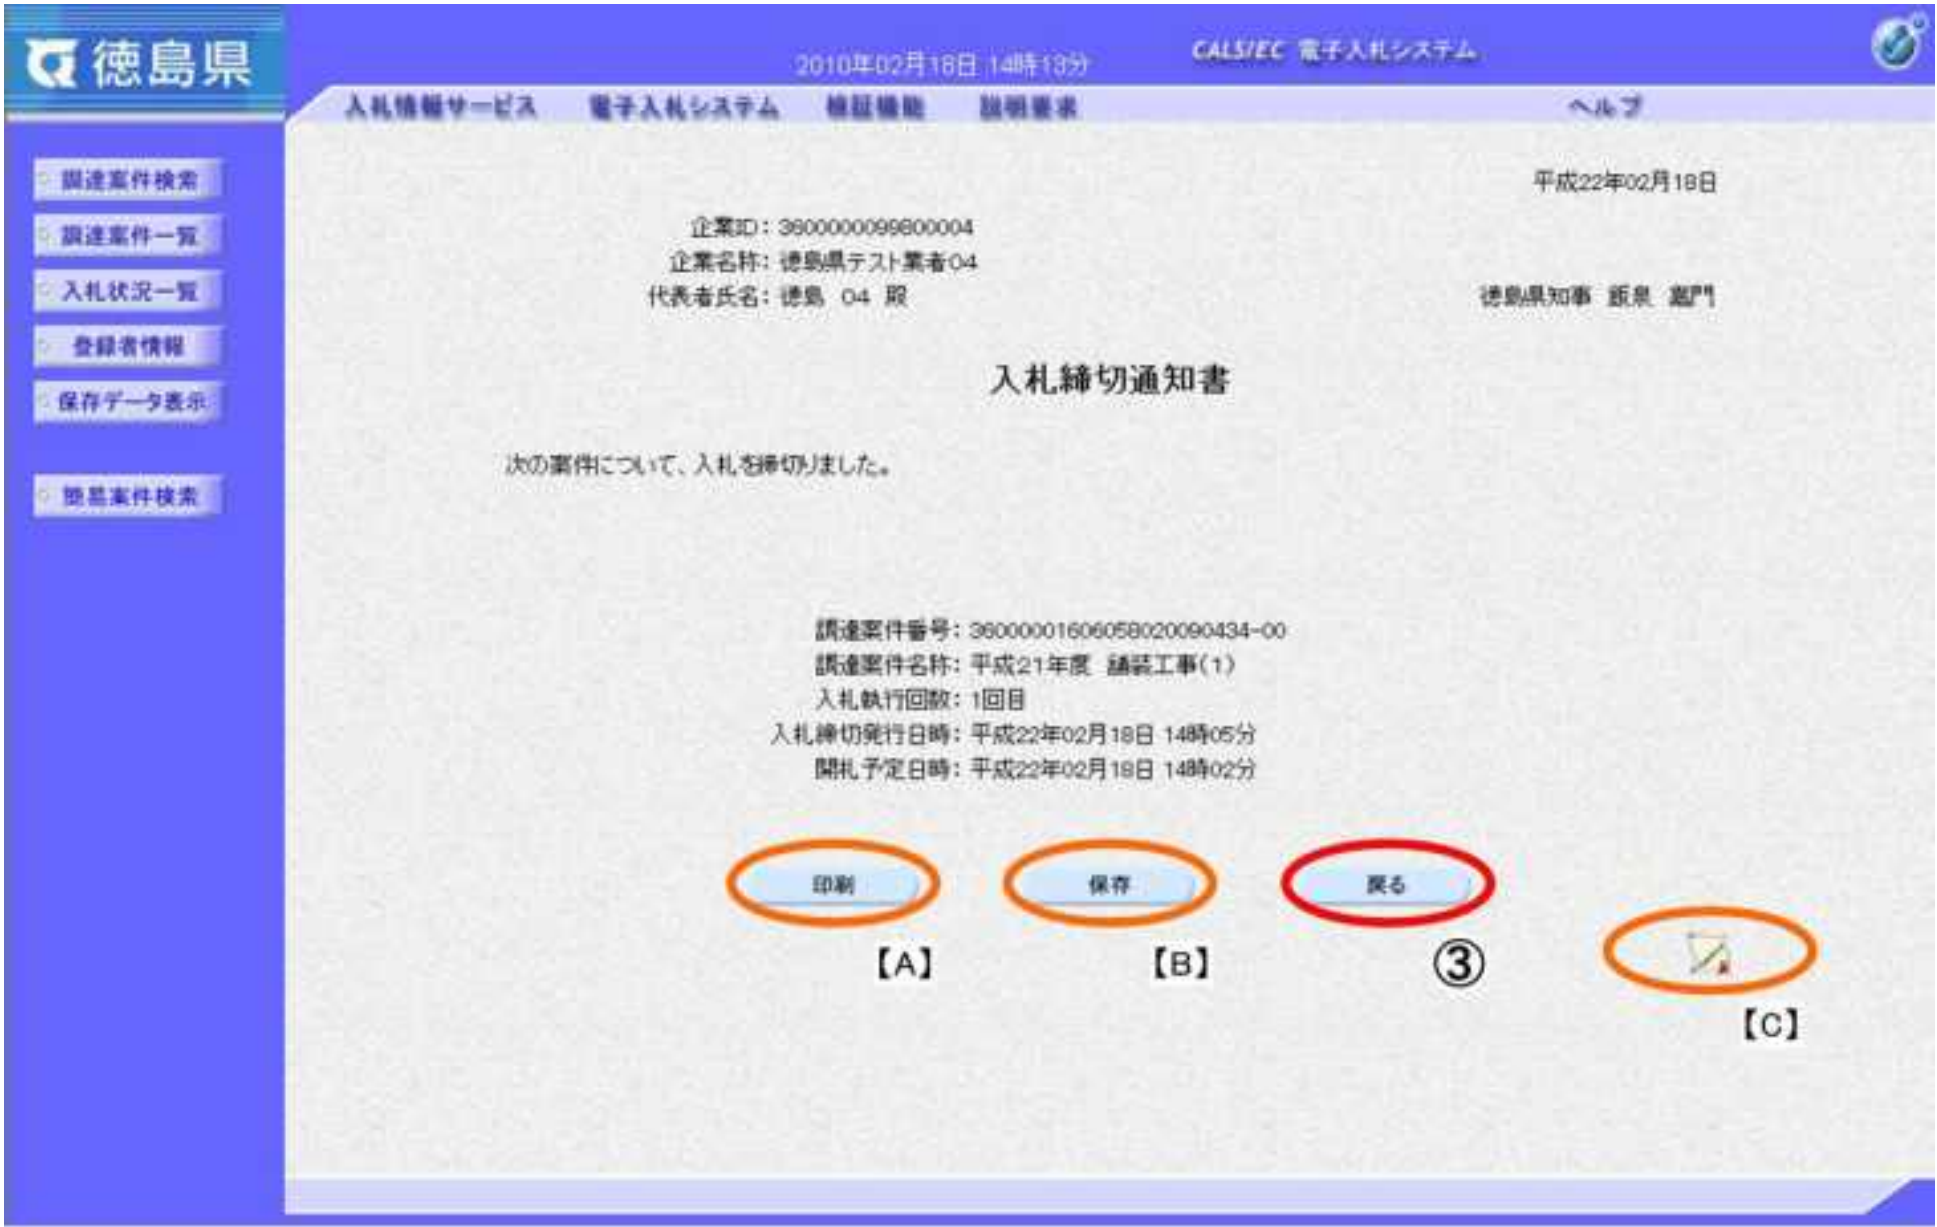 徳島県
2010年02月18日 14時13分
CALS/EC 電子入札システム
入札情報サービス 電子入札システム 検証機能 説明要求 ヘルプ
調達案件検索
調達案件一覧
入札状況一覧
登録者情報
保存データ表示
簡易案件検索
平成22年02月18日
企業ID：3600000099800004
企業名称：徳島県テスト業者04
代表者氏名：徳島 04 殿
徳島県知事 飯泉 嘉門
入札締切通知書
次の案件について、入札を締切りました。
調達案件番号：3600000160605802009​0434-00
調達案件名称：平成21年度 舗装工事(1)
入札執行回数：1回目
入札締切発行日時：平成22年02月18日 14時05分
開札予定日時：平成22年02月18日 14時02分
印刷 保存 戻る
【A】 【B】 ③
【C】